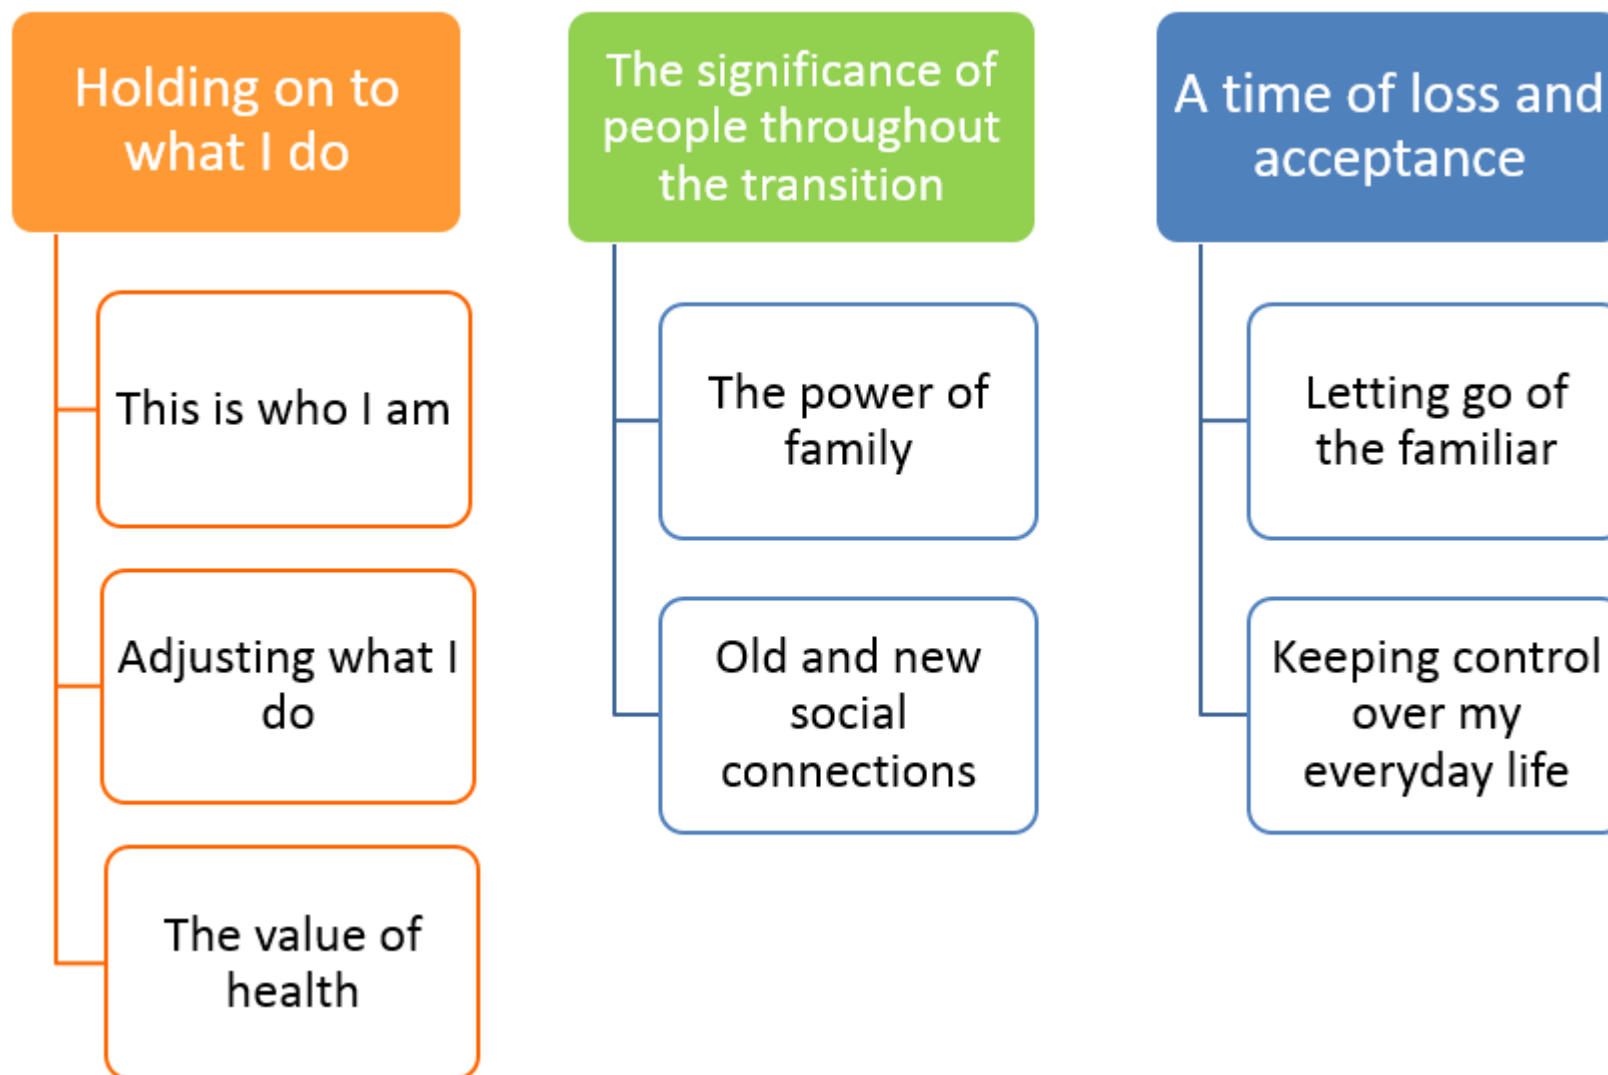 Holding on to
what I do
This is who I am
Adjusting what I
do
The value of
health
The significance of
people throughout
the transition
The power of
family
Old and new
social
connections
A time of loss and
acceptance
Letting go of
the familiar
Keeping control
over my
everyday life